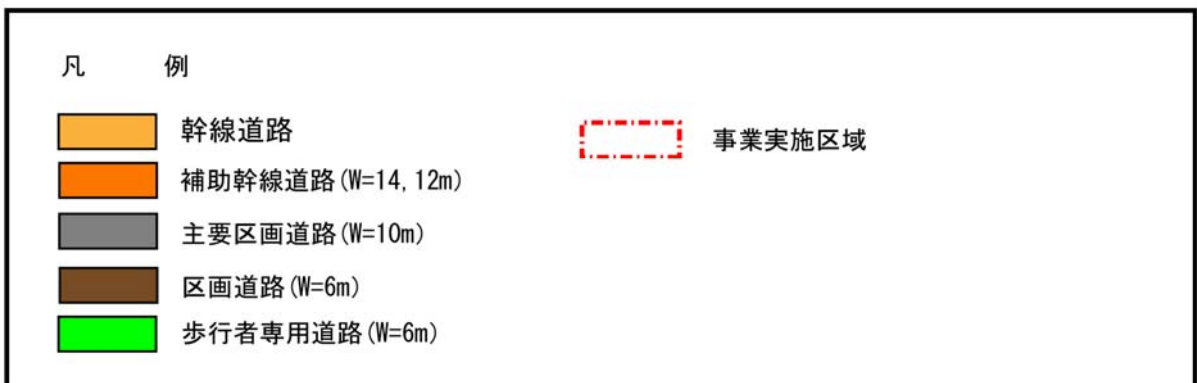 凡 例
幹線道路
補助幹線道路(W=14,12m)
主要区画道路(W=10m)
区画道路(W=6m)
歩行者専用道路(W=6m)
事業実施区域